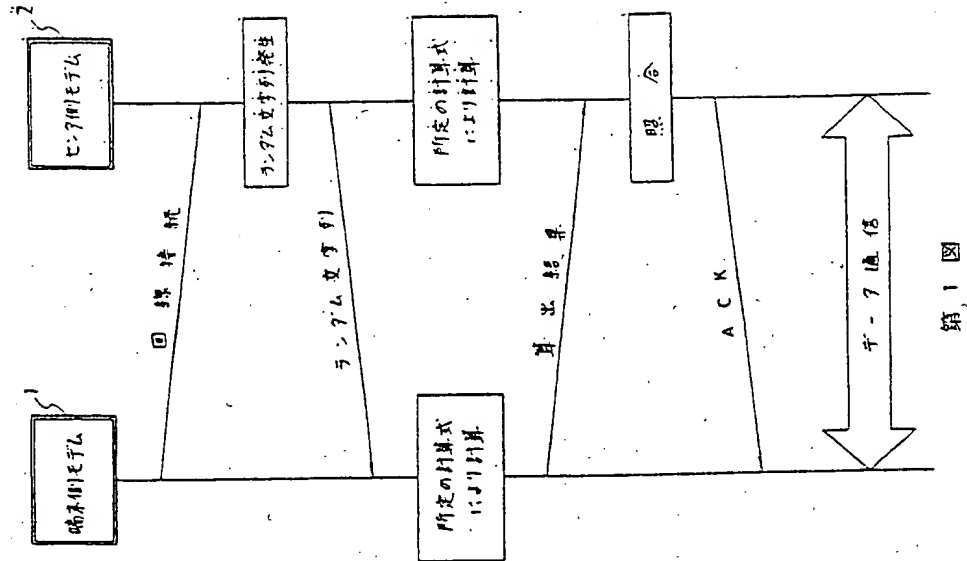 1
端末側モデム
2
センタ側モデム
回線接続
ランダム文字列発生
ランダム文字列
所定の計算式
により計算
所定の計算式
により計算
算出結果
照合
ACK
データ通信
第1図